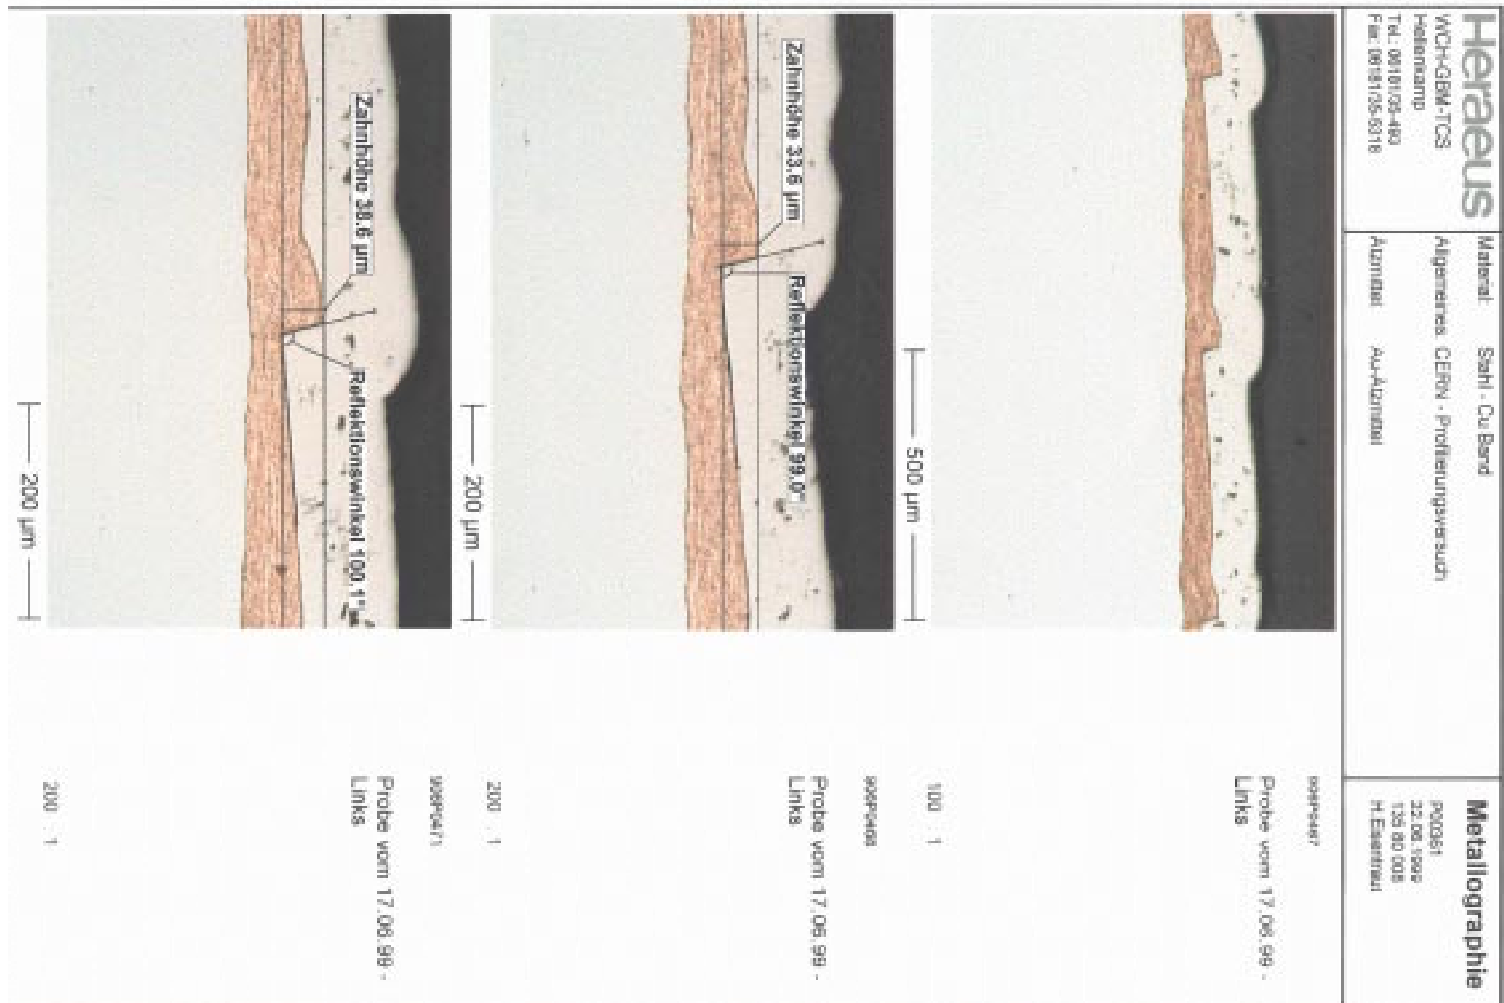 Heraeus
WCH-GBM-TCS
Material: Stahl - Cu Band
Allgemeines: CERN - Profilierungsversuch
Ätzmittel Au-Ätzmittel
Metallographie
P00361
H.Eisentraut
500 µm
Probe vom 17.06.99 -
Links
100 : 1
Zahnhöhe 33.6 µm
Reflektionswinkel 99.0°
200 µm
Probe vom 17.06.99 -
Links
200 : 1
Zahnhöhe 38.6 µm
Reflektionswinkel 100.1°
200 µm
Probe vom 17.06.99 -
Links
200 : 1